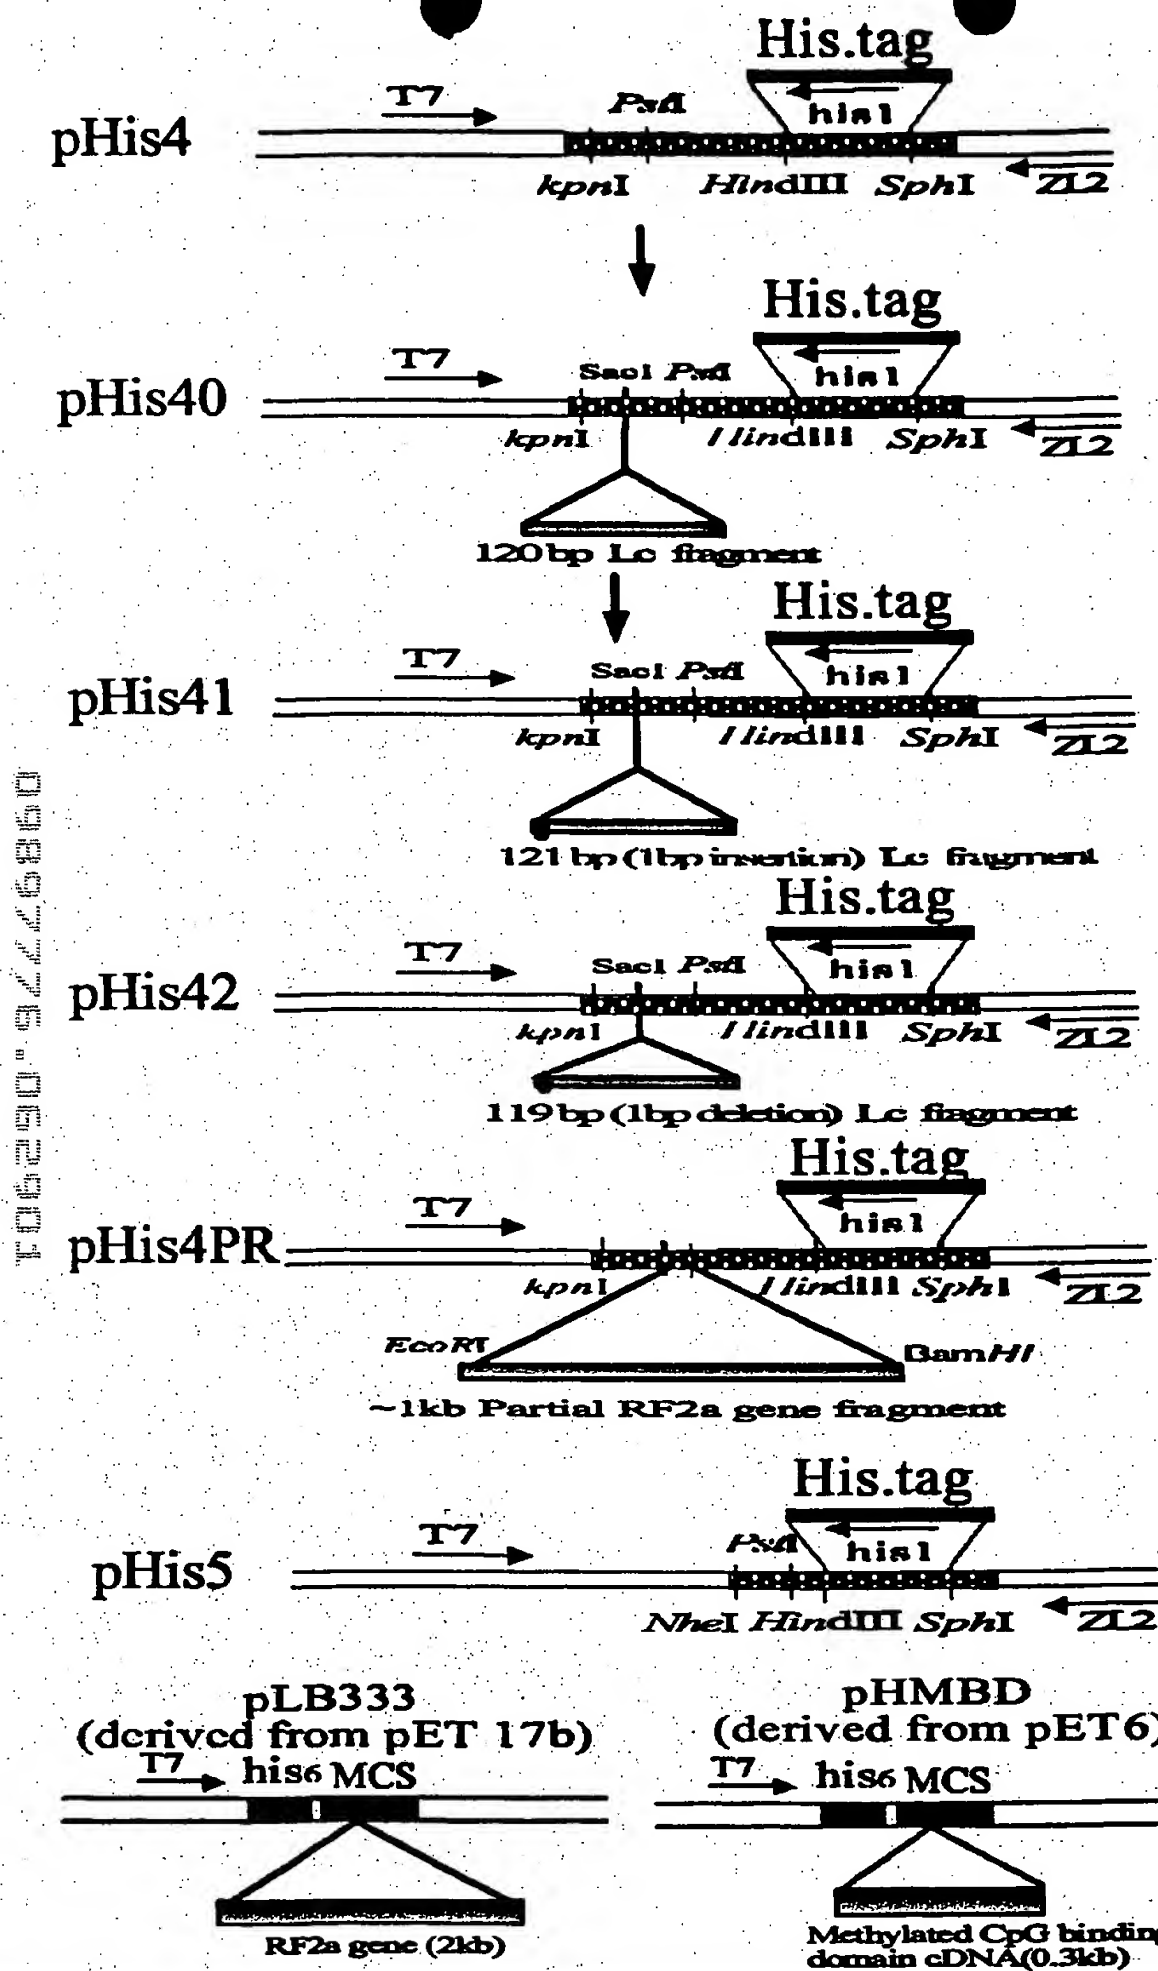 His.tag
T7
PstI
his1
pHis4
kpnI HindIII SphI ZL2
His.tag
T7
SacI PstI
his1
pHis40
kpnI HindIII SphI ZL2
120bp Lc fragment
His.tag
T7
SacI PstI
his1
pHis41
kpnI HindIII SphI ZL2
121 bp (1bp insertion) Lc fragment
His.tag
T7
SacI PstI
his1
pHis42
kpnI HindIII SphI ZL2
119 bp (1bp deletion) Lc fragment
His.tag
T7
his1
pHis4PR
kpnI HindIII SphI ZL2
EcoRI BamHI
~1kb Partial RF2a gene fragment
His.tag
T7
PstI
his1
pHis5
NheI HindIII SphI ZL2
pLB333
(derived from pET 17b)
T7 his6 MCS
RF2a gene (2kb)
pHMBD
(derived from pET6)
T7 his6 MCS
Methylated CpG binding
domain cDNA(0.3kb)
09897776.062901